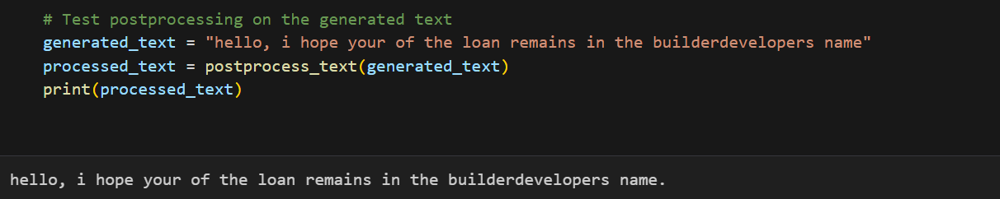 # Test postprocessing on the generated text
generated_text = "hello, i hope your of the loan remains in the builderdevelopers name"
processed_text = postprocess_text(generated_text)
print(processed_text)
hello, i hope your of the loan remains in the builderdevelopers name.